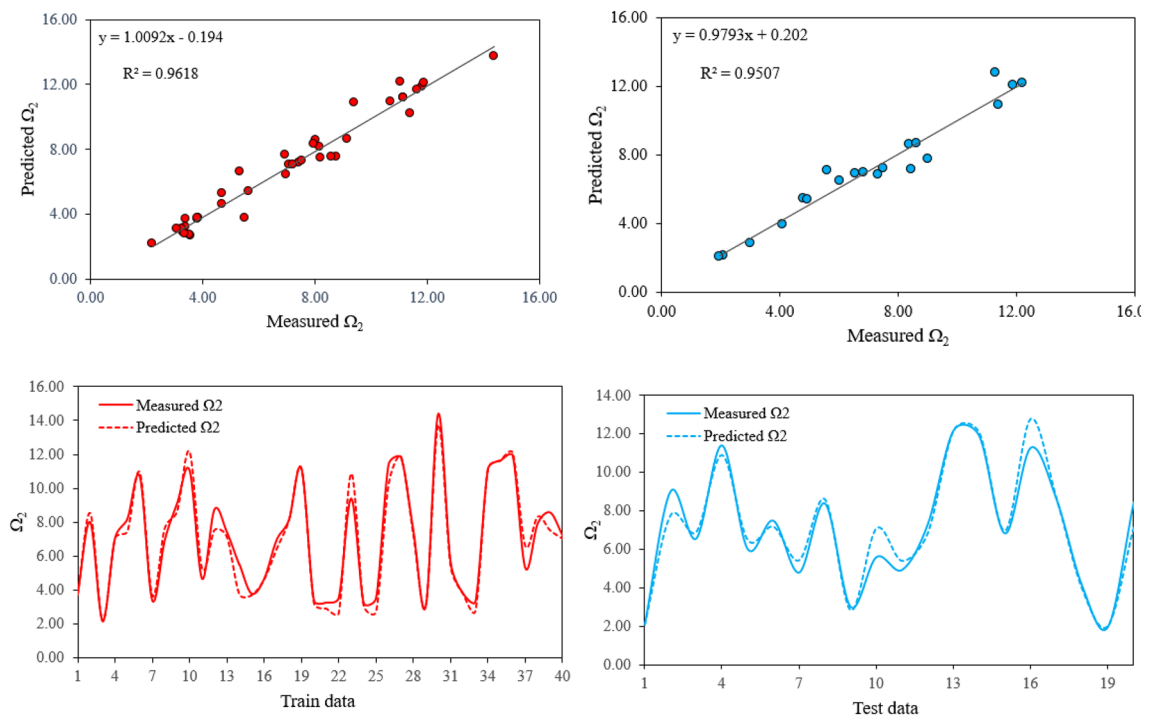 16.00
12.00
8.00
4.00
0.00
Predicted Ω2
y = 1.0092x - 0.194
R² = 0.9618
0.00 4.00 8.00 12.00 16.00
Measured Ω2
16.00
12.00
8.00
4.00
0.00
Predicted Ω2
y = 0.9793x + 0.202
R² = 0.9507
0.00 4.00 8.00 12.00 16.0
Measured Ω2
16.00
14.00
12.00
10.00
8.00
6.00
4.00
2.00
0.00
Ω2
Measured Ω2
Predicted Ω2
1 4 7 10 13 16 19 22 25 28 31 34 37 40
Train data
14.00
12.00
10.00
8.00
6.00
4.00
2.00
0.00
Ω2
Measured Ω2
Predicted Ω2
1 4 7 10 13 16 19
Test data